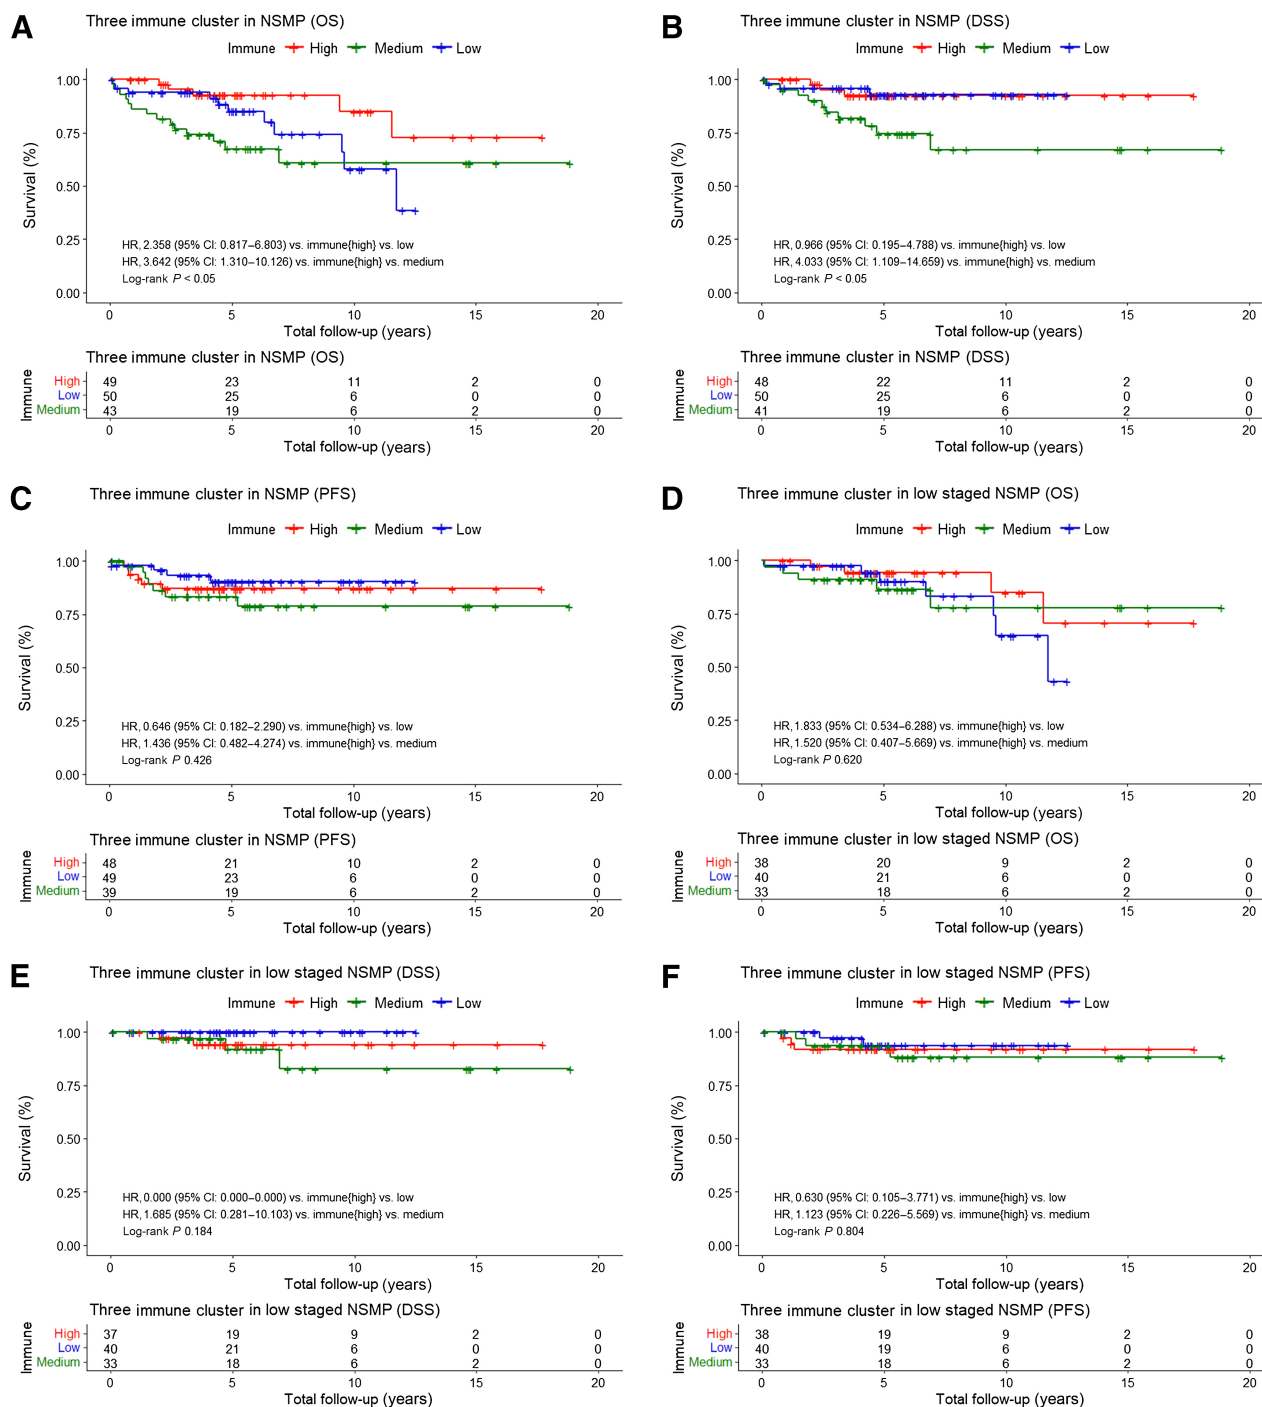 A
Three immune cluster in NSMP (OS)
Immune High Medium Low
Survival (%)
1.00
0.75
0.50
0.25
0.00
HR, 2.358 (95% CI: 0.817–6.803) vs. immune{high} vs. low
HR, 3.642 (95% CI: 1.310–10.126) vs. immune{high} vs. medium
Log-rank P < 0.05
0 5 10 15 20
Total follow-up (years)
Three immune cluster in NSMP (OS)
Immune
High 49 23 11 2 0
Low 50 25 6 0 0
Medium 43 19 6 2 0
0 5 10 15 20
Total follow-up (years)
B
Three immune cluster in NSMP (DSS)
Immune High Medium Low
Survival (%)
1.00
0.75
0.50
0.25
0.00
HR, 0.966 (95% CI: 0.195–4.788) vs. immune{high} vs. low
HR, 4.033 (95% CI: 1.109–14.659) vs. immune{high} vs. medium
Log-rank P < 0.05
0 5 10 15 20
Total follow-up (years)
Three immune cluster in NSMP (DSS)
Immune
High 48 22 11 2 0
Low 50 25 6 0 0
Medium 41 19 6 2 0
0 5 10 15 20
Total follow-up (years)
C
Three immune cluster in NSMP (PFS)
Immune High Medium Low
Survival (%)
1.00
0.75
0.50
0.25
0.00
HR, 0.646 (95% CI: 0.182–2.290) vs. immune{high} vs. low
HR, 1.436 (95% CI: 0.482–4.274) vs. immune{high} vs. medium
Log-rank P 0.426
0 5 10 15 20
Total follow-up (years)
Three immune cluster in NSMP (PFS)
Immune
High 48 21 10 2 0
Low 49 23 6 0 0
Medium 39 19 6 2 0
0 5 10 15 20
Total follow-up (years)
D
Three immune cluster in low staged NSMP (OS)
Immune High Medium Low
Survival (%)
1.00
0.75
0.50
0.25
0.00
HR, 1.833 (95% CI: 0.534–6.288) vs. immune{high} vs. low
HR, 1.520 (95% CI: 0.407–5.669) vs. immune{high} vs. medium
Log-rank P 0.620
0 5 10 15 20
Total follow-up (years)
Three immune cluster in low staged NSMP (OS)
Immune
High 38 20 9 2 0
Low 40 21 6 0 0
Medium 33 18 6 2 0
0 5 10 15 20
Total follow-up (years)
E
Three immune cluster in low staged NSMP (DSS)
Immune High Medium Low
Survival (%)
1.00
0.75
0.50
0.25
0.00
HR, 0.000 (95% CI: 0.000–0.000) vs. immune{high} vs. low
HR, 1.685 (95% CI: 0.281–10.103) vs. immune{high} vs. medium
Log-rank P 0.184
0 5 10 15 20
Total follow-up (years)
Three immune cluster in low staged NSMP (DSS)
Immune
High 37 19 9 2 0
Low 40 21 6 0 0
Medium 33 18 6 2 0
0 5 10 15 20
Total follow-up (years)
F
Three immune cluster in low staged NSMP (PFS)
Immune High Medium Low
Survival (%)
1.00
0.75
0.50
0.25
0.00
HR, 0.630 (95% CI: 0.105–3.771) vs. immune{high} vs. low
HR, 1.123 (95% CI: 0.226–5.569) vs. immune{high} vs. medium
Log-rank P 0.804
0 5 10 15 20
Total follow-up (years)
Three immune cluster in low staged NSMP (PFS)
Immune
High 38 19 9 2 0
Low 40 19 6 0 0
Medium 33 18 6 2 0
0 5 10 15 20
Total follow-up (years)